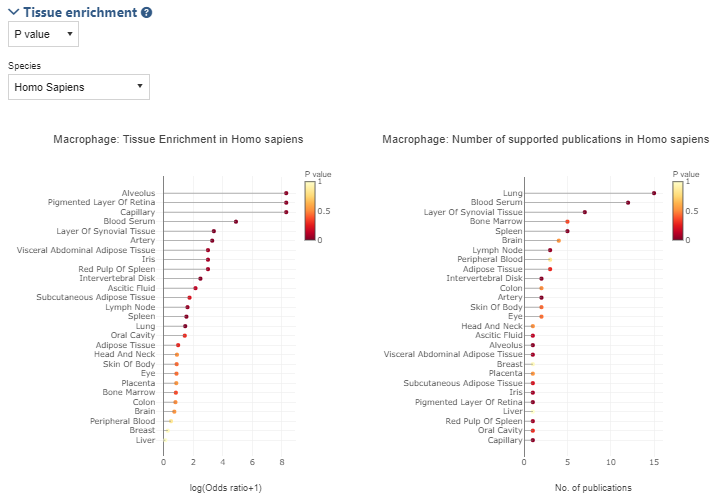 Tissue enrichment ?
P value
Species
Homo Sapiens
Macrophage: Tissue Enrichment in Homo sapiens
P value
1
0.5
0
Alveolus
Pigmented Layer Of Retina
Capillary
Blood Serum
Layer Of Synovial Tissue
Artery
Visceral Abdominal Adipose Tissue
Iris
Red Pulp Of Spleen
Intervertebral Disk
Ascitic Fluid
Subcutaneous Adipose Tissue
Lymph Node
Spleen
Lung
Oral Cavity
Adipose Tissue
Head And Neck
Skin Of Body
Eye
Placenta
Bone Marrow
Colon
Brain
Peripheral Blood
Breast
Liver
0 2 4 6 8
log(Odds ratio+1)
Macrophage: Number of supported publications in Homo sapiens
P value
1
0.5
0
Lung
Blood Serum
Layer Of Synovial Tissue
Bone Marrow
Spleen
Brain
Lymph Node
Peripheral Blood
Adipose Tissue
Intervertebral Disk
Colon
Artery
Skin Of Body
Eye
Head And Neck
Ascitic Fluid
Alveolus
Visceral Abdominal Adipose Tissue
Breast
Placenta
Subcutaneous Adipose Tissue
Iris
Pigmented Layer Of Retina
Liver
Red Pulp Of Spleen
Oral Cavity
Capillary
0 5 10 15
No. of publications